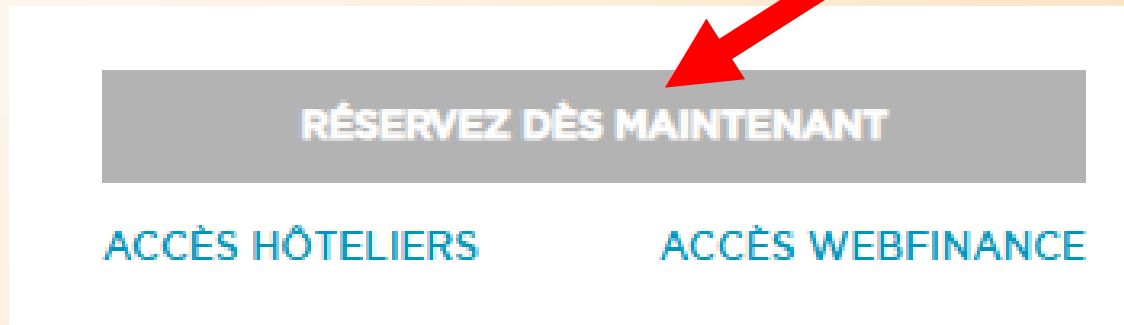 RÉSERVEZ DÈS MAINTENANT
ACCÈS HÔTELIERS ACCÈS WEBFINANCE